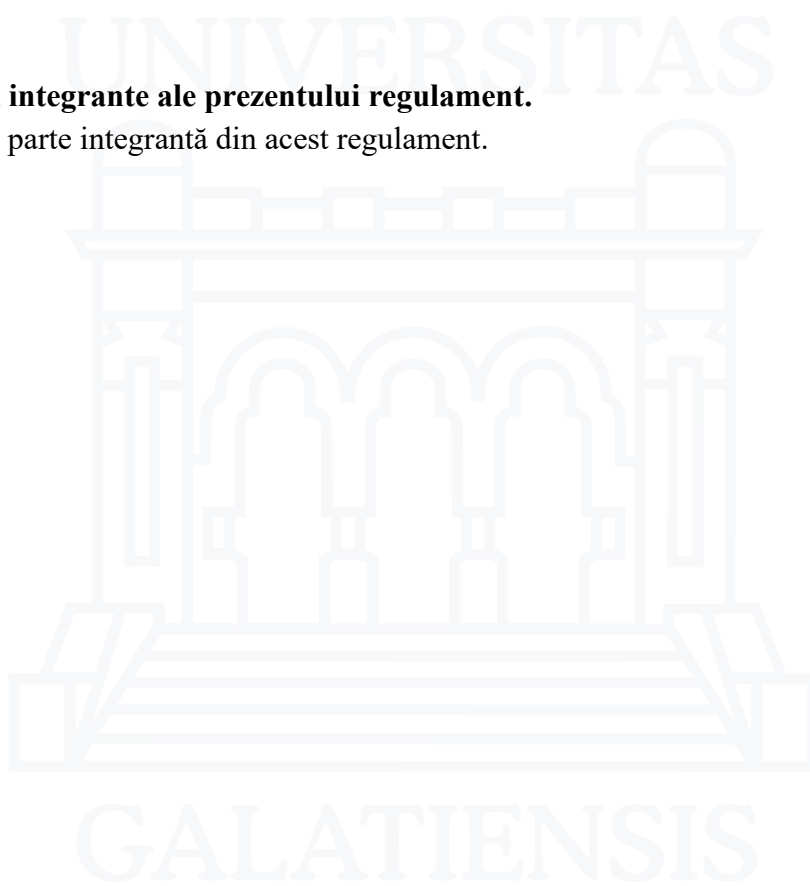 UNIVERSITAS
integrante ale prezentului regulament.
parte integrantă din acest regulament.
GALATIENSIS